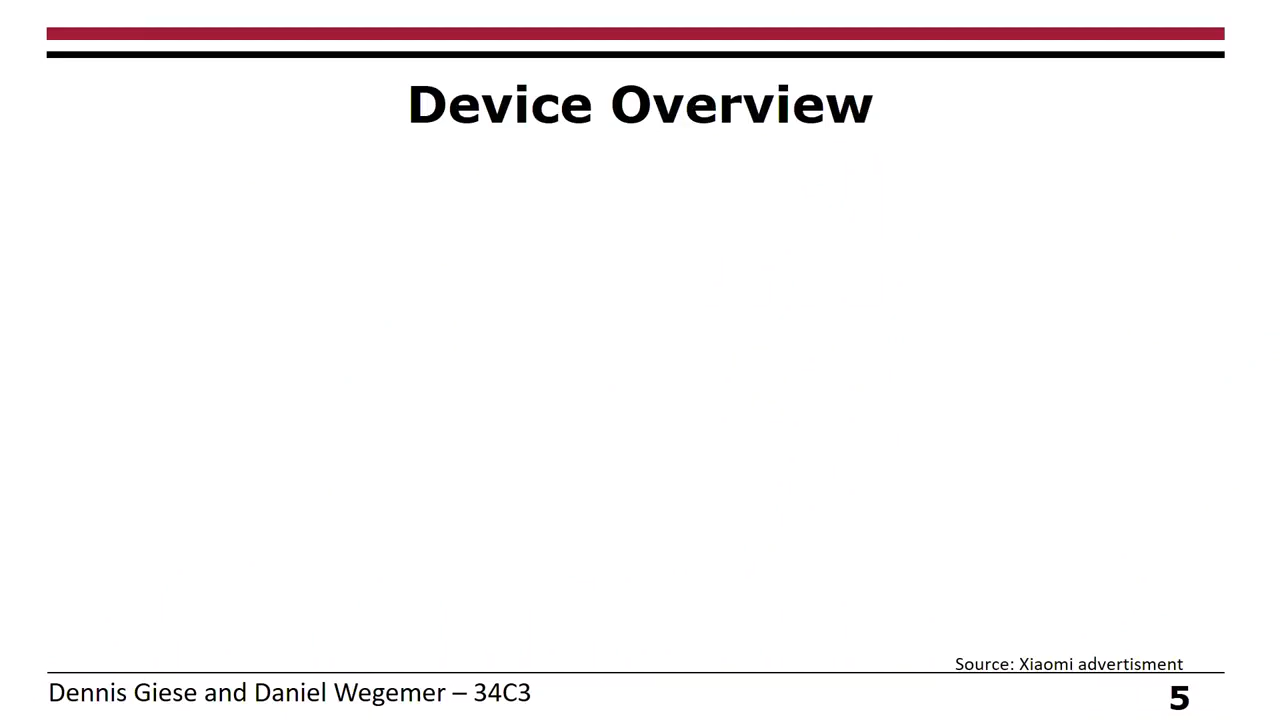 Device Overview
Source: Xiaomi advertisment
Dennis Giese and Daniel Wegemer – 34C3
5